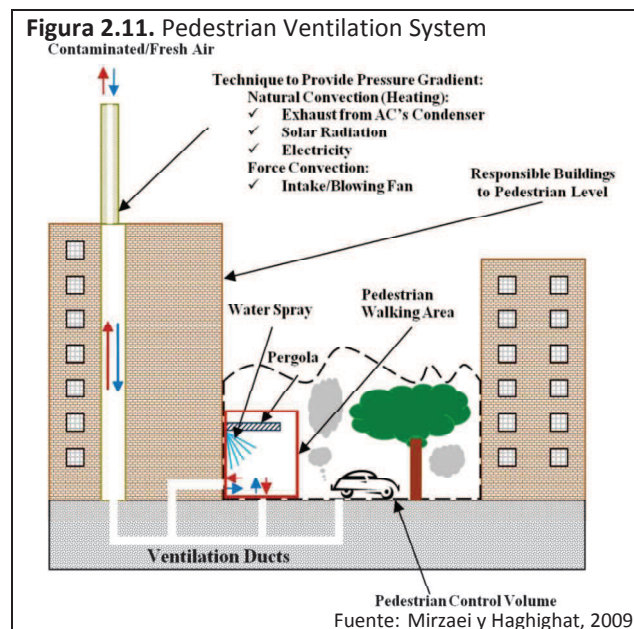 Figura 2.11. Pedestrian Ventilation System
Contaminated/Fresh Air
Technique to Provide Pressure Gradient:
Natural Convection (Heating):
✓ Exhaust from AC's Condenser
✓ Solar Radiation
✓ Electricity
Force Convection:
✓ Intake/Blowing Fan
Responsible Buildings
to Pedestrian Level
Pedestrian
Walking Area
Water Spray
Pergola
Ventilation Ducts
Pedestrian Control Volume
Fuente: Mirzaei y Haghighat, 2009